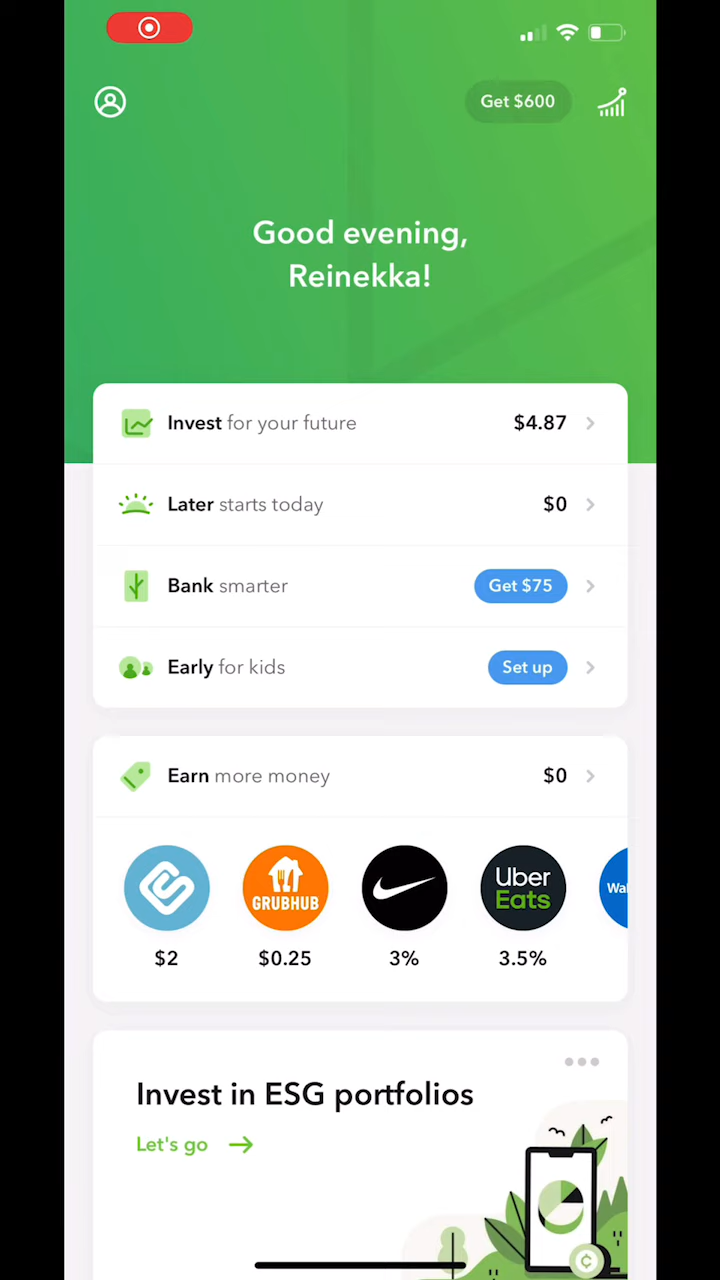 Get $600
Good evening,
Reinekka!
Invest for your future $4.87
Later starts today $0
Bank smarter Get $75
Early for kids Set up
Earn more money $0
GRUBHUB
Uber
Eats
Wal
$2 $0.25 3% 3.5%
Invest in ESG portfolios
Let's go